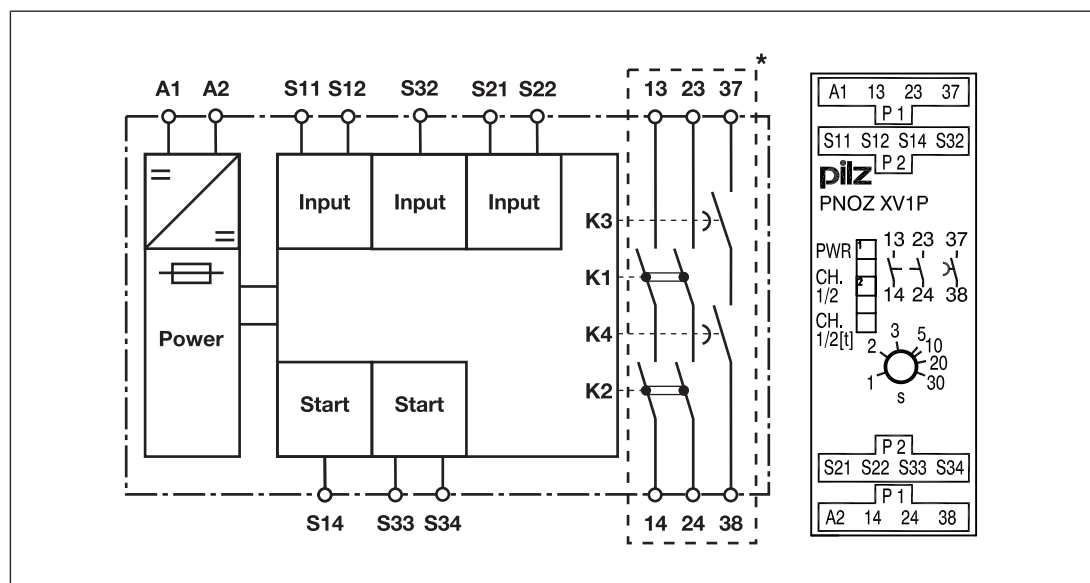 *
A1 A2 S11 S12 S32 S21 S22 13 23 37
Input Input Input
K3
K1
Power
K4
K2
Start Start
S14 S33 S34 14 24 38
A1 13 23 37
P 1
S11 S12 S14 S32
P 2
pilz
PNOZ XV1P
PWR
CH.
1/2
CH.
1/2[t]
1
2
13 23 37
14 24 38
1 2 3 5 10 20 30
s
P 2
S21 S22 S33 S34
P 1
A2 14 24 38